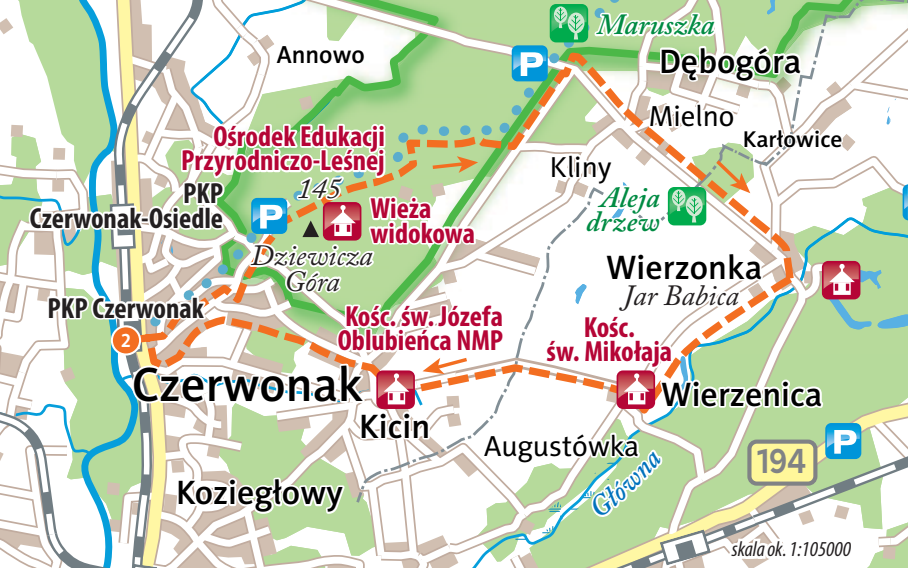 Maruszka
P
Dębogóra
Annowo
Mielno
Karłowice
Ośrodek Edukacji
Przyrodniczo-Leśnej
145
Kliny
PKP
Czerwonak-Osiedle
P
Wieża
widokowa
Aleja
drzew
Dziewicza
Góra
Wierzonka
Jar Babica
PKP Czerwonak
2
Kośc. św. Józefa
Oblubieńca NMP
Kośc.
św. Mikołaja
Czerwonak
Kicin
Wierzenica
Augustówka
194
P
Główna
Koziegłowy
skala ok. 1:105000